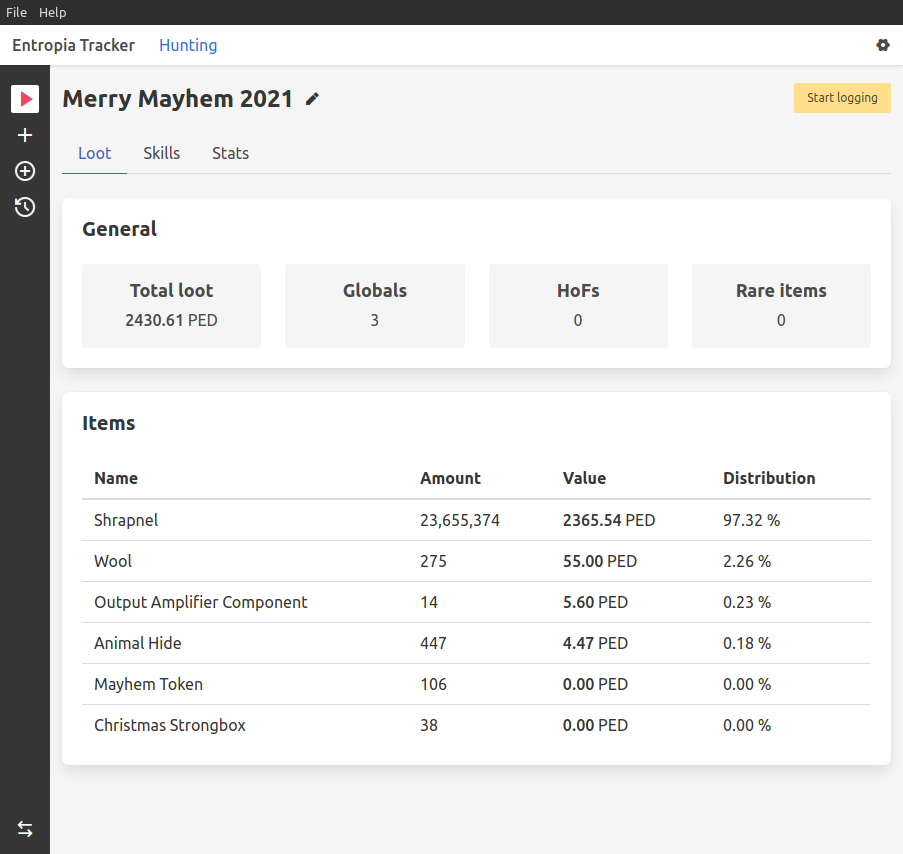 File Help
Entropia Tracker Hunting
Merry Mayhem 2021
Start logging
Loot Skills Stats
General
Total loot Globals HoFs Rare items
2430.61 PED 3 0 0
Items
Name Amount Value Distribution
Shrapnel 23,655,374 2365.54 PED 97.32 %
Wool 275 55.00 PED 2.26 %
Output Amplifier Component 14 5.60 PED 0.23 %
Animal Hide 447 4.47 PED 0.18 %
Mayhem Token 106 0.00 PED 0.00 %
Christmas Strongbox 38 0.00 PED 0.00 %